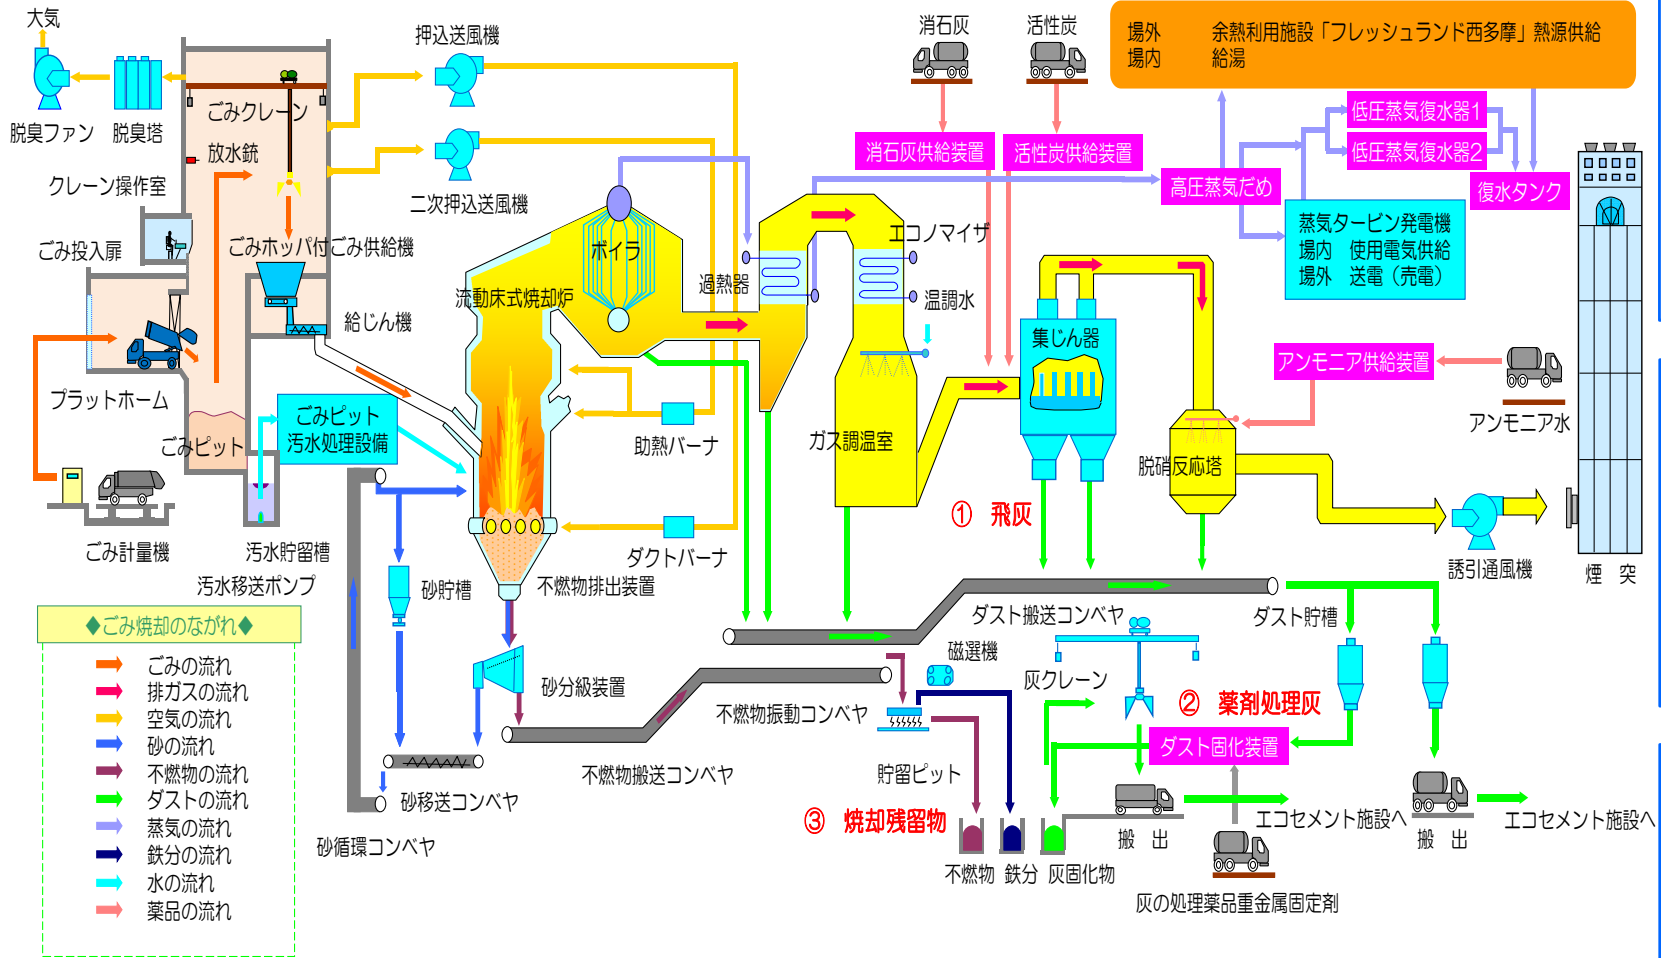 大気
脱臭ファン
脱臭塔
ごみクレーン
放水銃
クレーン操作室
ごみ投入扉
ごみホッパ付ごみ供給機
給じん機
プラットホーム
ごみピット
ごみピット
汚水処理設備
ごみ計量機
汚水貯留槽
汚水移送ポンプ
押込送風機
二次押込送風機
流動床式焼却炉
ボイラ
過熱器
エコノマイザ
温調水
助熱バーナ
ダクトバーナ
不燃物排出装置
砂貯槽
砂分級装置
砂移送コンベヤ
砂循環コンベヤ
不燃物搬送コンベヤ
不燃物振動コンベヤ
磁選機
貯留ピット
ガス調温室
消石灰
活性炭
消石灰供給装置
活性炭供給装置
場外　余熱利用施設「フレッシュランド西多摩」熱源供給
場内　給湯
低圧蒸気復水器1
低圧蒸気復水器2
高圧蒸気だめ
復水タンク
蒸気タービン発電機
場内　使用電気供給
場外　送電（売電）
集じん器
アンモニア供給装置
アンモニア水
脱硝反応塔
誘引通風機
煙　突
① 飛灰
ダスト搬送コンベヤ
ダスト貯槽
灰クレーン
② 薬剤処理灰
ダスト固化装置
③ 焼却残留物
不燃物
鉄分
灰固化物
搬　出
エコセメント施設へ
搬　出
エコセメント施設へ
灰の処理薬品重金属固定剤
◆ごみ焼却のながれ◆
ごみの流れ
排ガスの流れ
空気の流れ
砂の流れ
不燃物の流れ
ダストの流れ
蒸気の流れ
鉄分の流れ
水の流れ
薬品の流れ